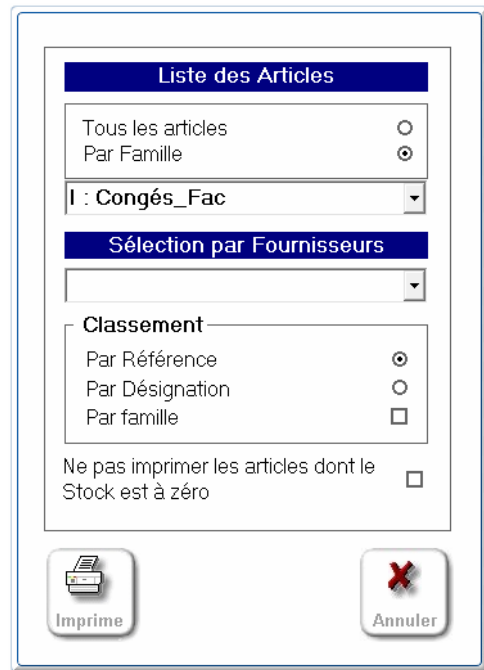 Liste des Articles
Tous les articles
Par Famille
I : Congés_Fac
Sélection par Fournisseurs
Classement
Par Référence
Par Désignation
Par famille
Ne pas imprimer les articles dont le
Stock est à zéro
Imprime
Annuler